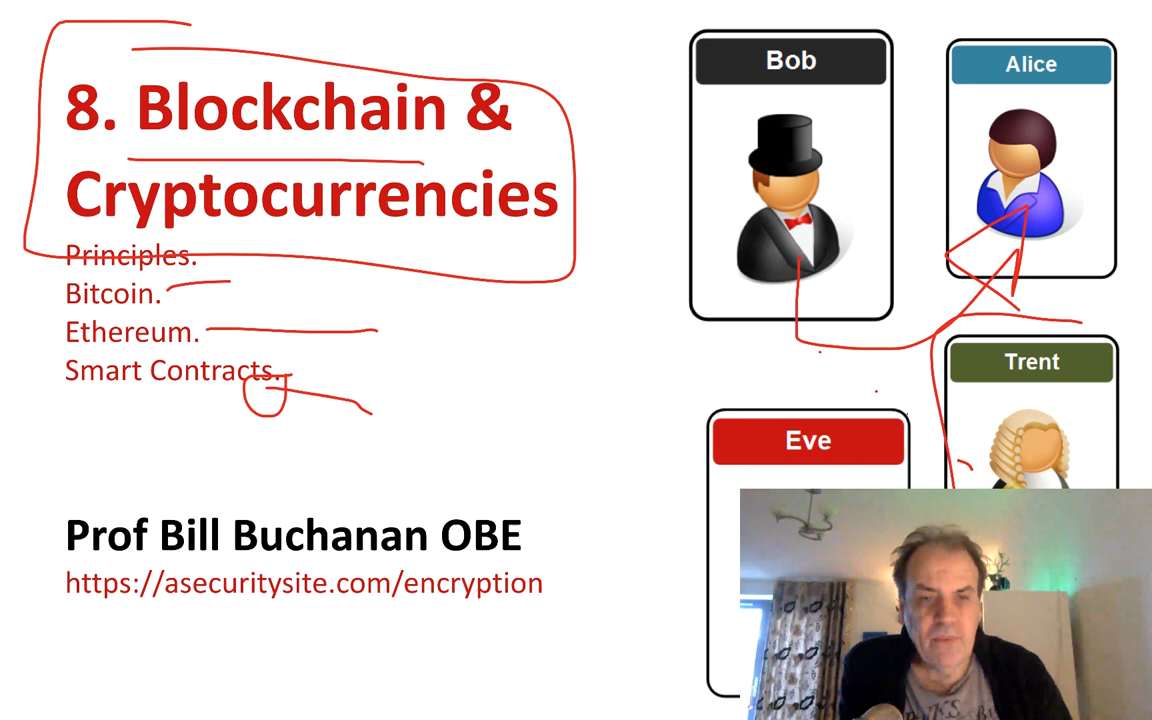 8. Blockchain &
Cryptocurrencies
Principles.
Bitcoin.
Ethereum.
Smart Contracts.
Prof Bill Buchanan OBE
https://asecuritysite.com/encryption
Bob
Alice
Trent
Eve